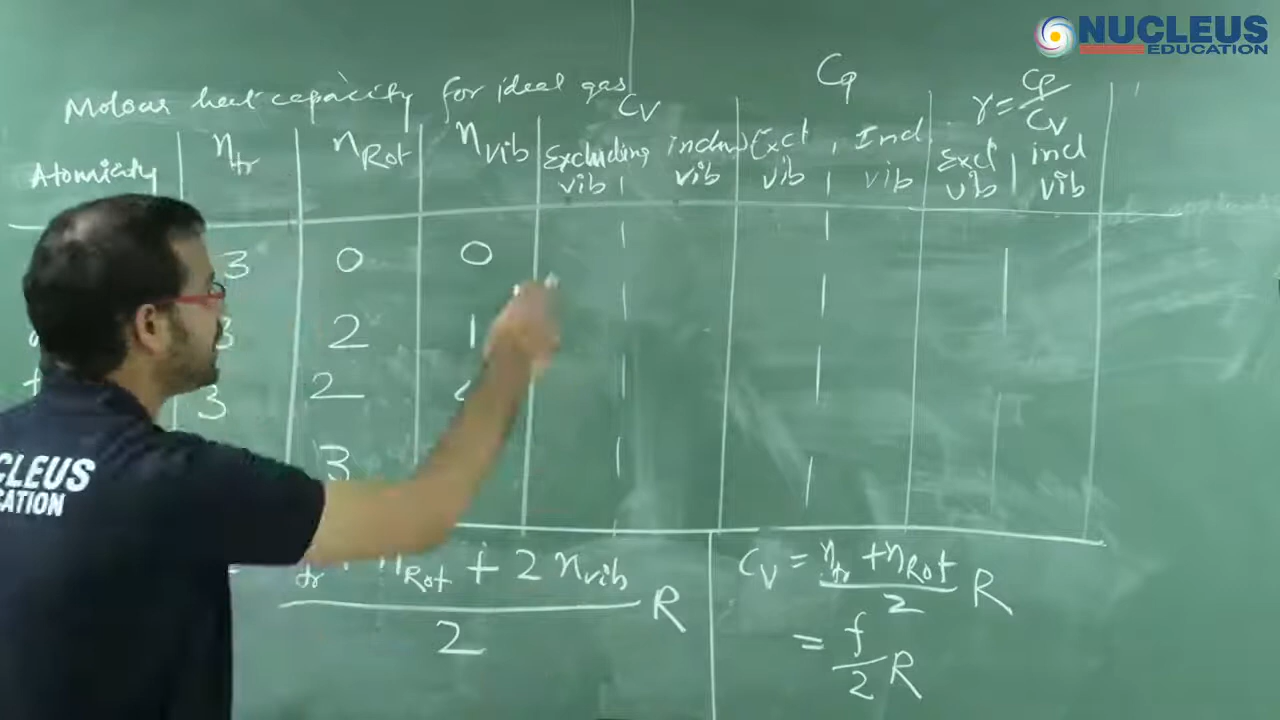 NUCLEUS
EDUCATION
Molous heat capacity for ideal gas
Cv
Cp
γ = Cp/Cv
Atomicity
ηtr
ηRot
ηvib
Excluding vib
Incl vib
Excl vib
Incl vib
Excl vib
incl vib
3 0 0
3 2 1
3 2
3
tr + ηRot + 2 ηvib / 2 R
Cv = ηtr + ηRot / 2 R
= f/2 R
CLEUS
CATION